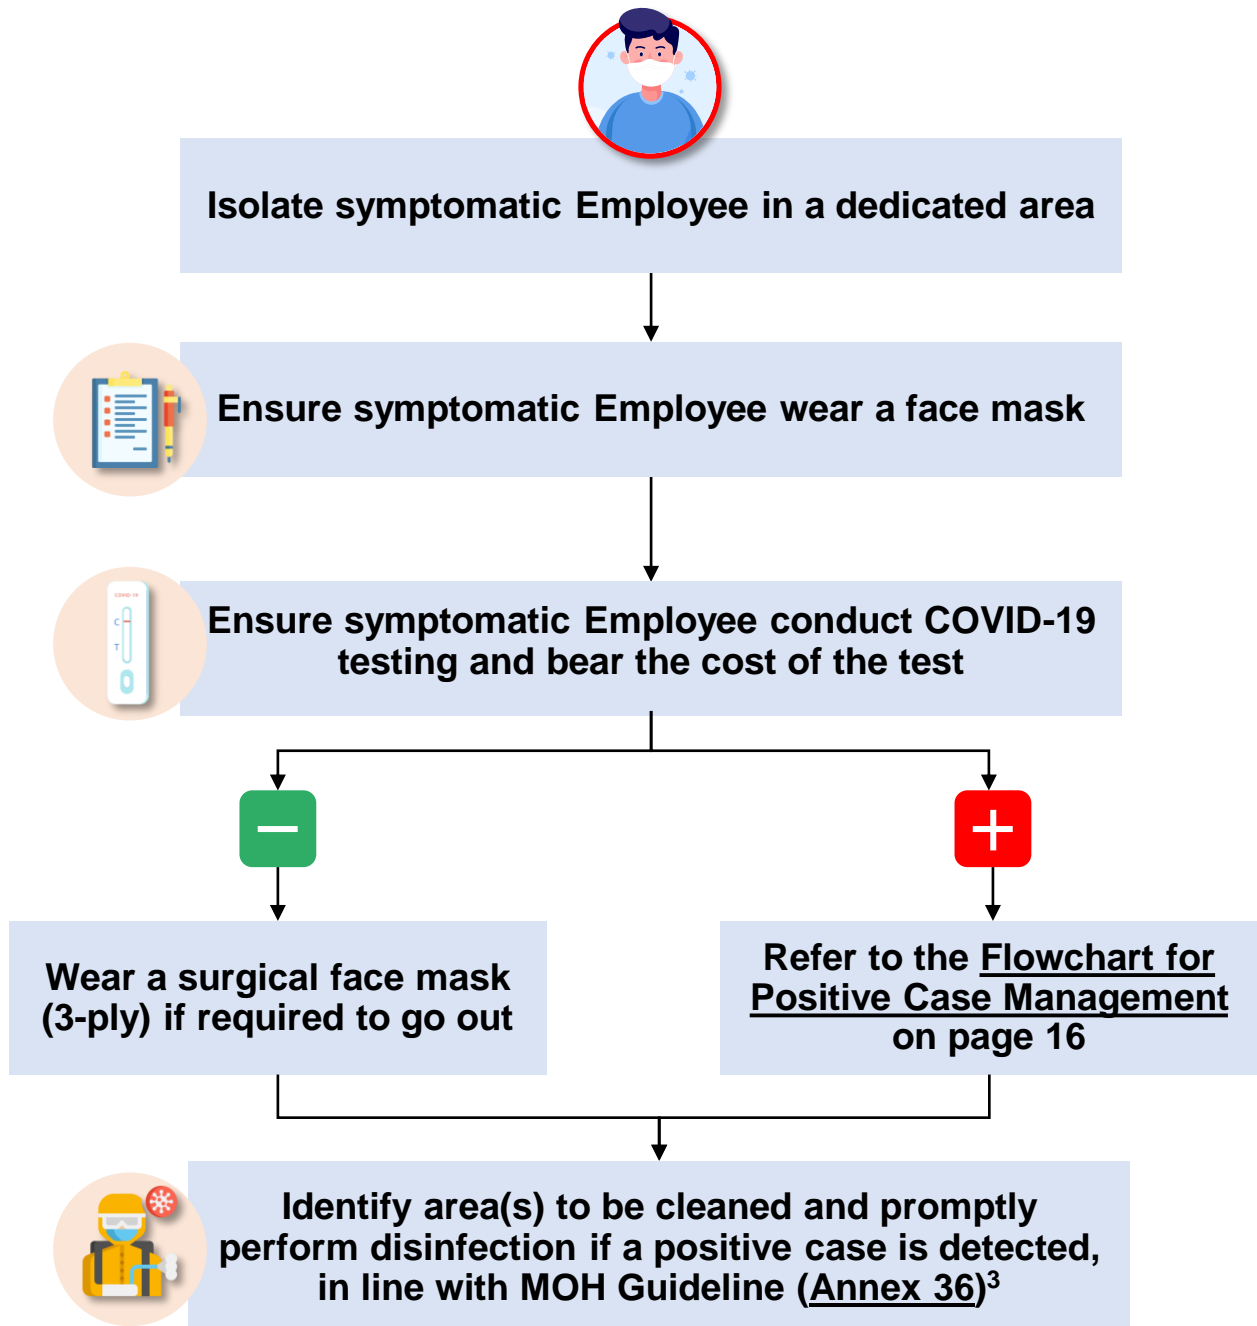 Isolate symptomatic Employee in a dedicated area
Ensure symptomatic Employee wear a face mask
COVID-19
C
T
Ensure symptomatic Employee conduct COVID-19
testing and bear the cost of the test
Wear a surgical face mask
(3-ply) if required to go out
Refer to the Flowchart for
Positive Case Management
on page 16
Identify area(s) to be cleaned and promptly
perform disinfection if a positive case is detected,
in line with MOH Guideline (Annex 36)³